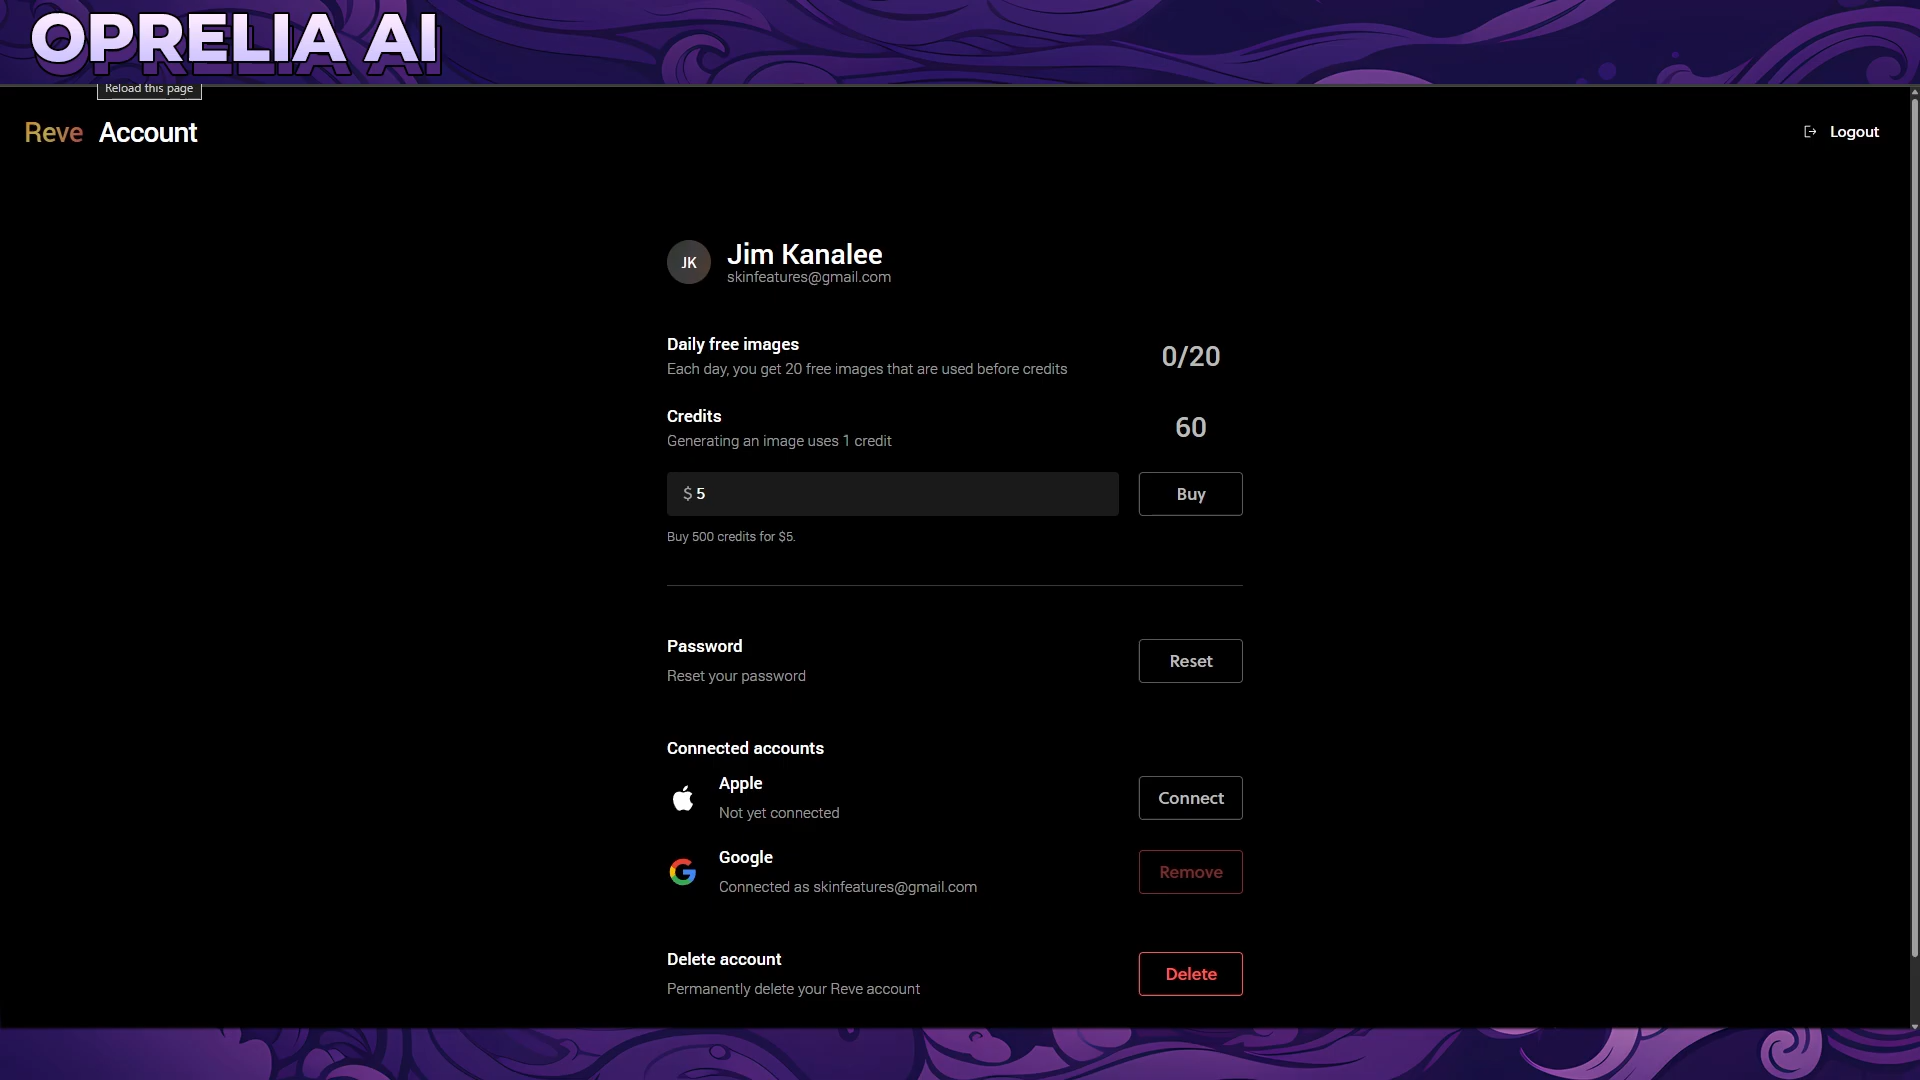 OPRELIA AI
Reload this page
Reve Account
Logout
JK
Jim Kanalee
skinfeatures@gmail.com
Daily free images
Each day, you get 20 free images that are used before credits
0/20
Credits
Generating an image uses 1 credit
60
$ 5
Buy
Buy 500 credits for $5.
Password
Reset your password
Reset
Connected accounts
Apple
Not yet connected
Connect
Google
Connected as skinfeatures@gmail.com
Remove
Delete account
Permanently delete your Reve account
Delete